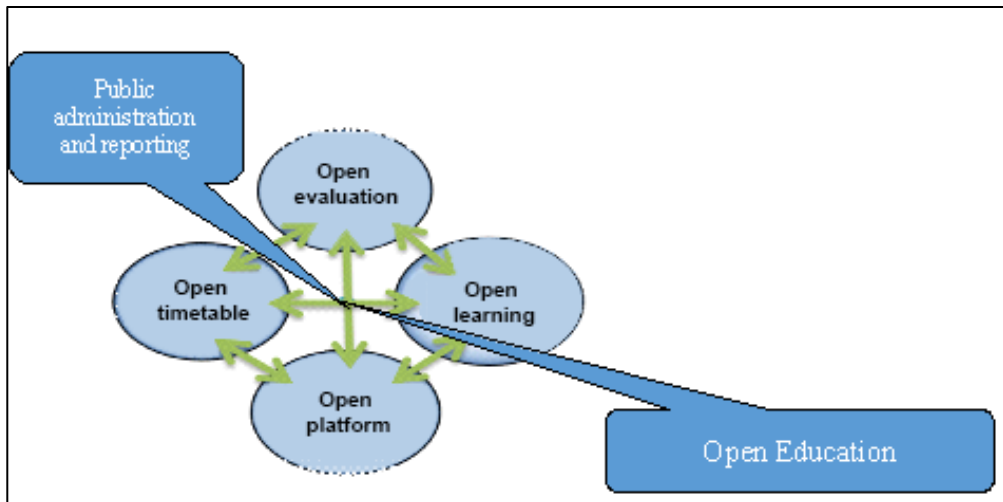 Public
administration
and reporting
Open
evaluation
Open
timetable
Open
learning
Open
platform
Open Education